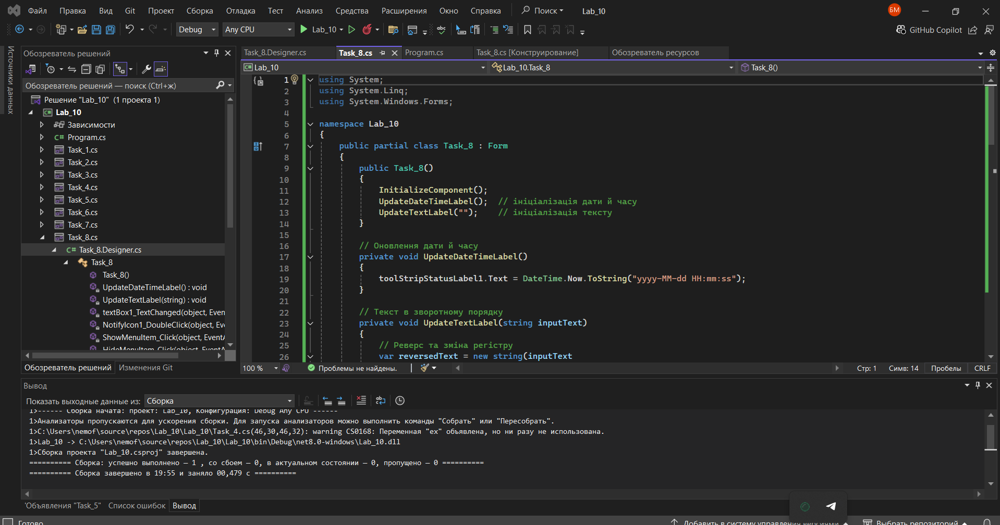 Файл Правка Вид Git Проект Сборка Отладка Тест Анализ Средства Расширения Окно Справка Поиск Lab_10 БМ
Debug Any CPU Lab_10 GitHub Copilot
Источники данных
Обозреватель решений
Обозреватель решений — поиск (Ctrl+ж)
Решение "Lab_10" (1 проекта 1)
Lab_10
Зависимости
C# Program.cs
Task_1.cs
Task_2.cs
Task_3.cs
Task_4.cs
Task_5.cs
Task_6.cs
Task_7.cs
Task_8.cs
C# Task_8.Designer.cs
Task_8
Task_8()
UpdateDateTimeLabel() : void
UpdateTextLabel(string) : void
textBox1_TextChanged(object, Even
NotifyIcon1_DoubleClick(object, Ev
ShowMenuItem_Click(object, EventA
HideMenuItem_Click(object, EventA
Обозреватель решений Изменения Git
Task_8.Designer.cs Task_8.cs Program.cs Task_8.cs [Конструирование] Обозреватель ресурсов
C# Lab_10 Lab_10.Task_8 Task_8()
1 using System;
2 using System.Linq;
3 using System.Windows.Forms;
4
5 namespace Lab_10
6 {
7 public partial class Task_8 : Form
8 {
9 public Task_8()
10 {
11 InitializeComponent();
12 UpdateDateTimeLabel(); // ініціалізація дати й часу
13 UpdateTextLabel(""); // ініціалізація тексту
14 }
15
16 // Оновлення дати й часу
17 private void UpdateDateTimeLabel()
18 {
19 toolStripStatusLabel1.Text = DateTime.Now.ToString("yyyy-MM-dd HH:mm:ss");
20 }
21
22 // Текст в зворотному порядку
23 private void UpdateTextLabel(string inputText)
24 {
25 // Реверс та зміна регістру
26 var reversedText = new string(inputText
100 % Проблемы не найдены. Стр: 1 Симв: 14 Пробелы CRLF
Вывод
Показать выходные данные из: Сборка
1>------ Сборка начата: проект: Lab_10, Конфигурация: Debug Any CPU ------
1>Анализаторы пропускаются для ускорения сборки. Для запуска анализаторов можно выполнить команды "Собрать" или "Пересобрать".
1>C:\Users\nemof\source\repos\Lab_10\Lab_10\Task_4.cs(46,30,46,32): warning CS0168: Переменная "ex" объявлена, но ни разу не использована.
1>Lab_10 -> C:\Users\nemof\source\repos\Lab_10\Lab_10\bin\Debug\net8.0-windows\Lab_10.dll
1>Сборка проекта "Lab_10.csproj" завершена.
========== Сборка: успешно выполнено – 1 , со сбоем – 0, в актуальном состоянии – 0, пропущено – 0 ==========
========== Сборка завершено в 19:55 и заняло 00,479 с ==========
'Объявления "Task_5" Список ошибок Вывод
Готово Добавить в систему управления версиями Выбрать репозиторий